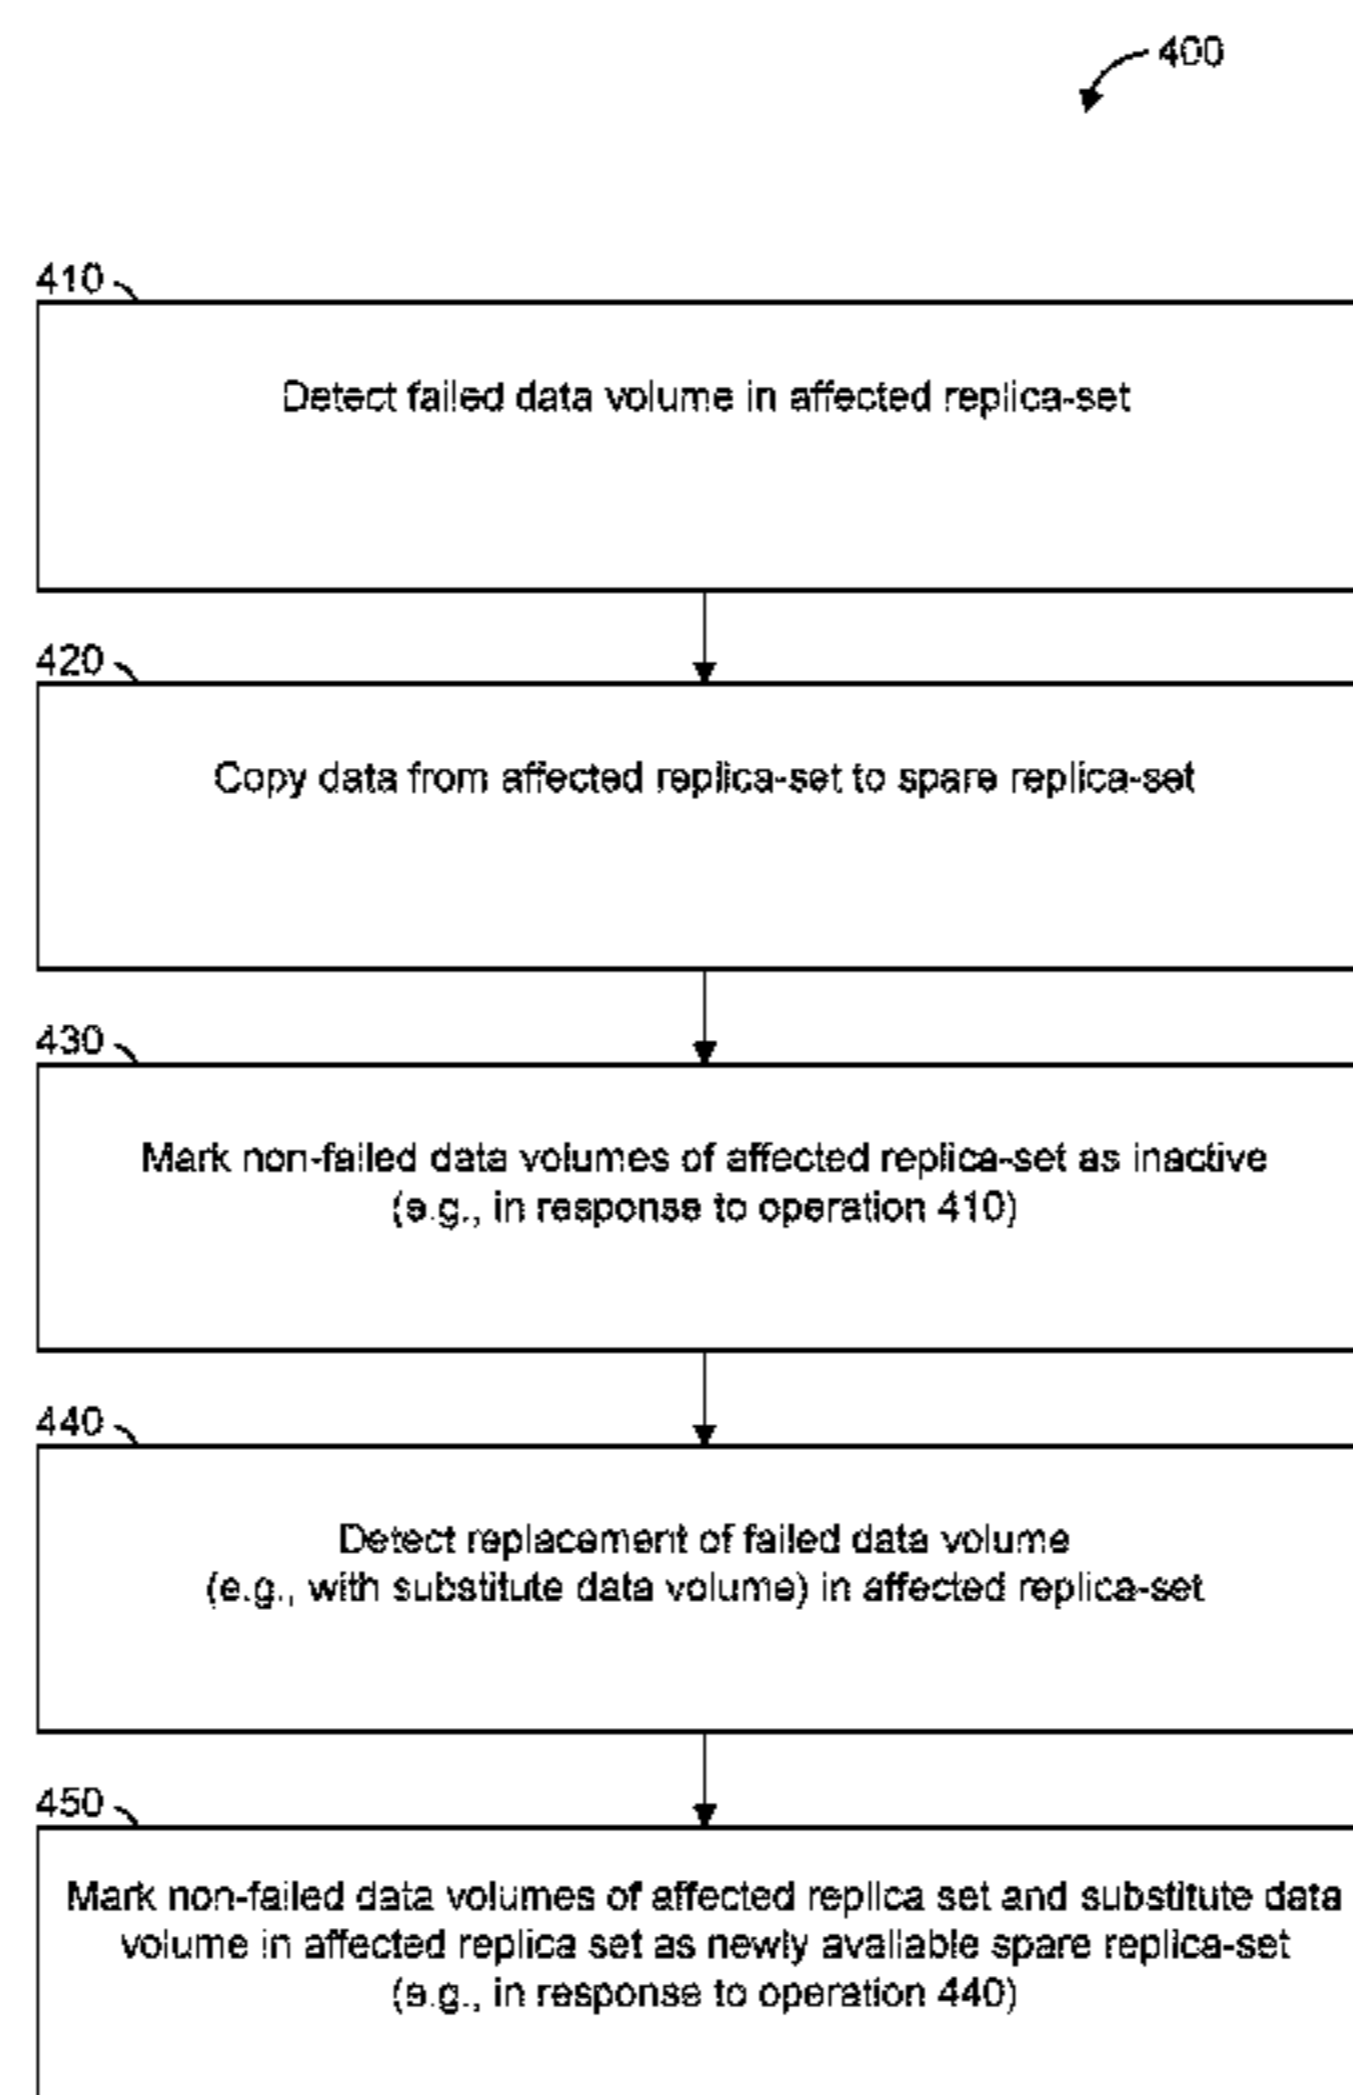 400
410
Detect failed data volume in affected replica-set
420
Copy data from affected replica-set to spare replica-set
430
Mark non-failed data volumes of affected replica-set as inactive
(e.g., in response to operation 410)
440
Detect replacement of failed data volume
(e.g., with substitute data volume) in affected replica-set
450
Mark non-failed data volumes of affected replica set and substitute data
volume in affected replica set as newly available spare replica-set
(e.g., in response to operation 440)